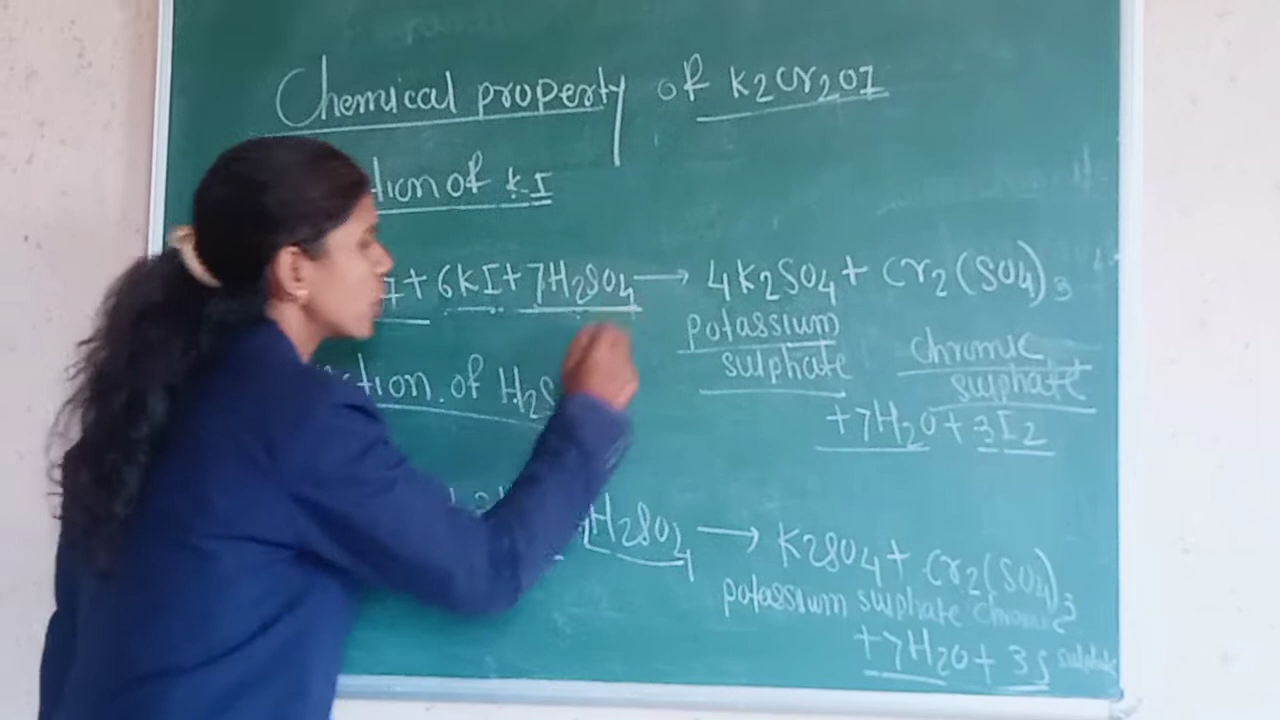 Chemical property of K2Cr2O7
tion of KI
7+ 6KI+7H2SO4 → 4K2SO4+ Cr2(SO4)3
potassium
sulphate
chromic
sulphate
+7H2O+3I2
ction of H2S
H2SO4 → K2SO4+ Cr2(SO4)3
potassium sulphate chromic
sulphate
+7H2O+ 3S